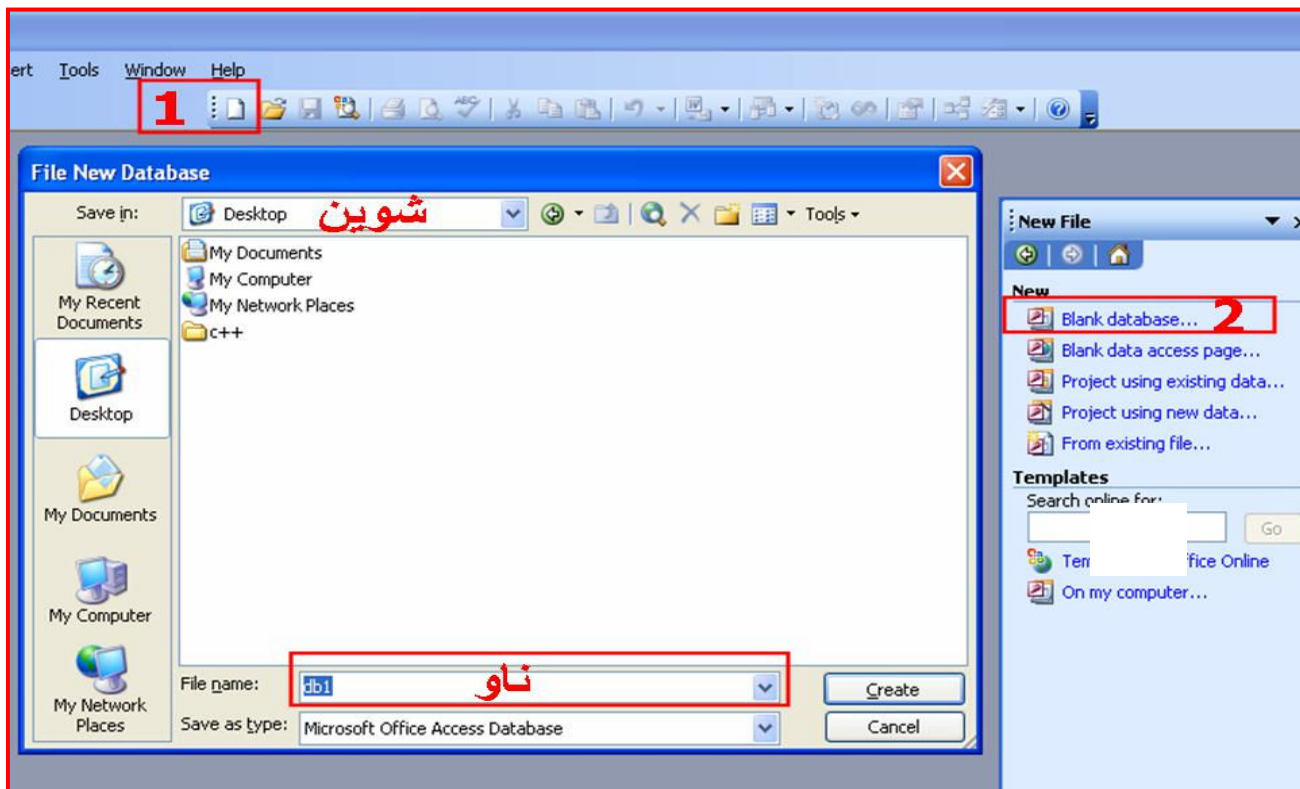 ert Tools Window Help
1
File New Database
Save in: Desktop شوين Tools
My Documents
My Computer
My Network Places
c++
My Recent
Documents
Desktop
My Documents
My Computer
My Network
Places
File name: db1 ناو Create
Save as type: Microsoft Office Access Database Cancel
New File
New
Blank database... 2
Blank data access page...
Project using existing data...
Project using new data...
From existing file...
Templates
Search online for:
Go
Online
On my computer...